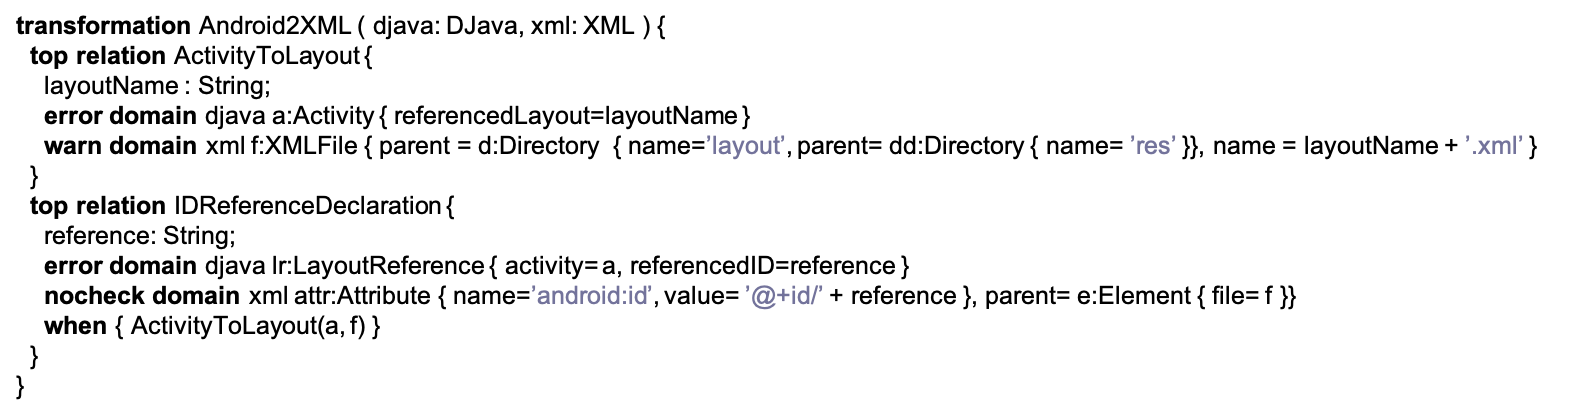 transformation Android2XML ( djava: DJava, xml: XML ) {
top relation ActivityToLayout {
layoutName : String;
error domain djava a:Activity { referencedLayout=layoutName }
warn domain xml f:XMLFile { parent = d:Directory { name=’layout’, parent= dd:Directory { name= ’res’ }}, name = layoutName + ’.xml’ }
}
top relation IDReferenceDeclaration {
reference: String;
error domain djava lr:LayoutReference { activity= a, referencedID=reference }
nocheck domain xml attr:Attribute { name=’android:id’, value= ’@+id/’ + reference }, parent= e:Element { file= f }}
when { ActivityToLayout(a, f) }
}
}